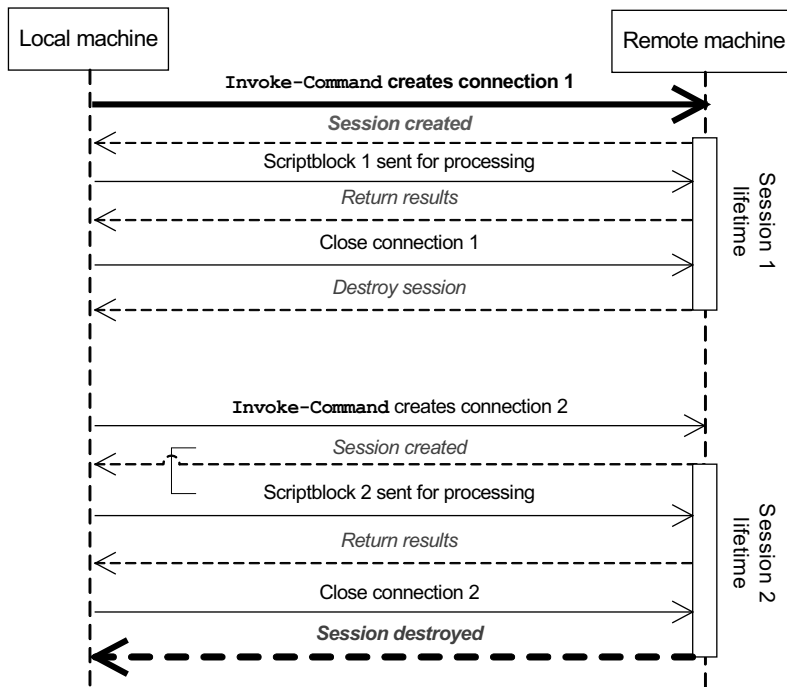 Local machine
Remote machine
Invoke-Command creates connection 1
Session created
Scriptblock 1 sent for processing
Return results
Close connection 1
Destroy session
Session 1
lifetime
Invoke-Command creates connection 2
Session created
Scriptblock 2 sent for processing
Return results
Close connection 2
Session destroyed
Session 2
lifetime